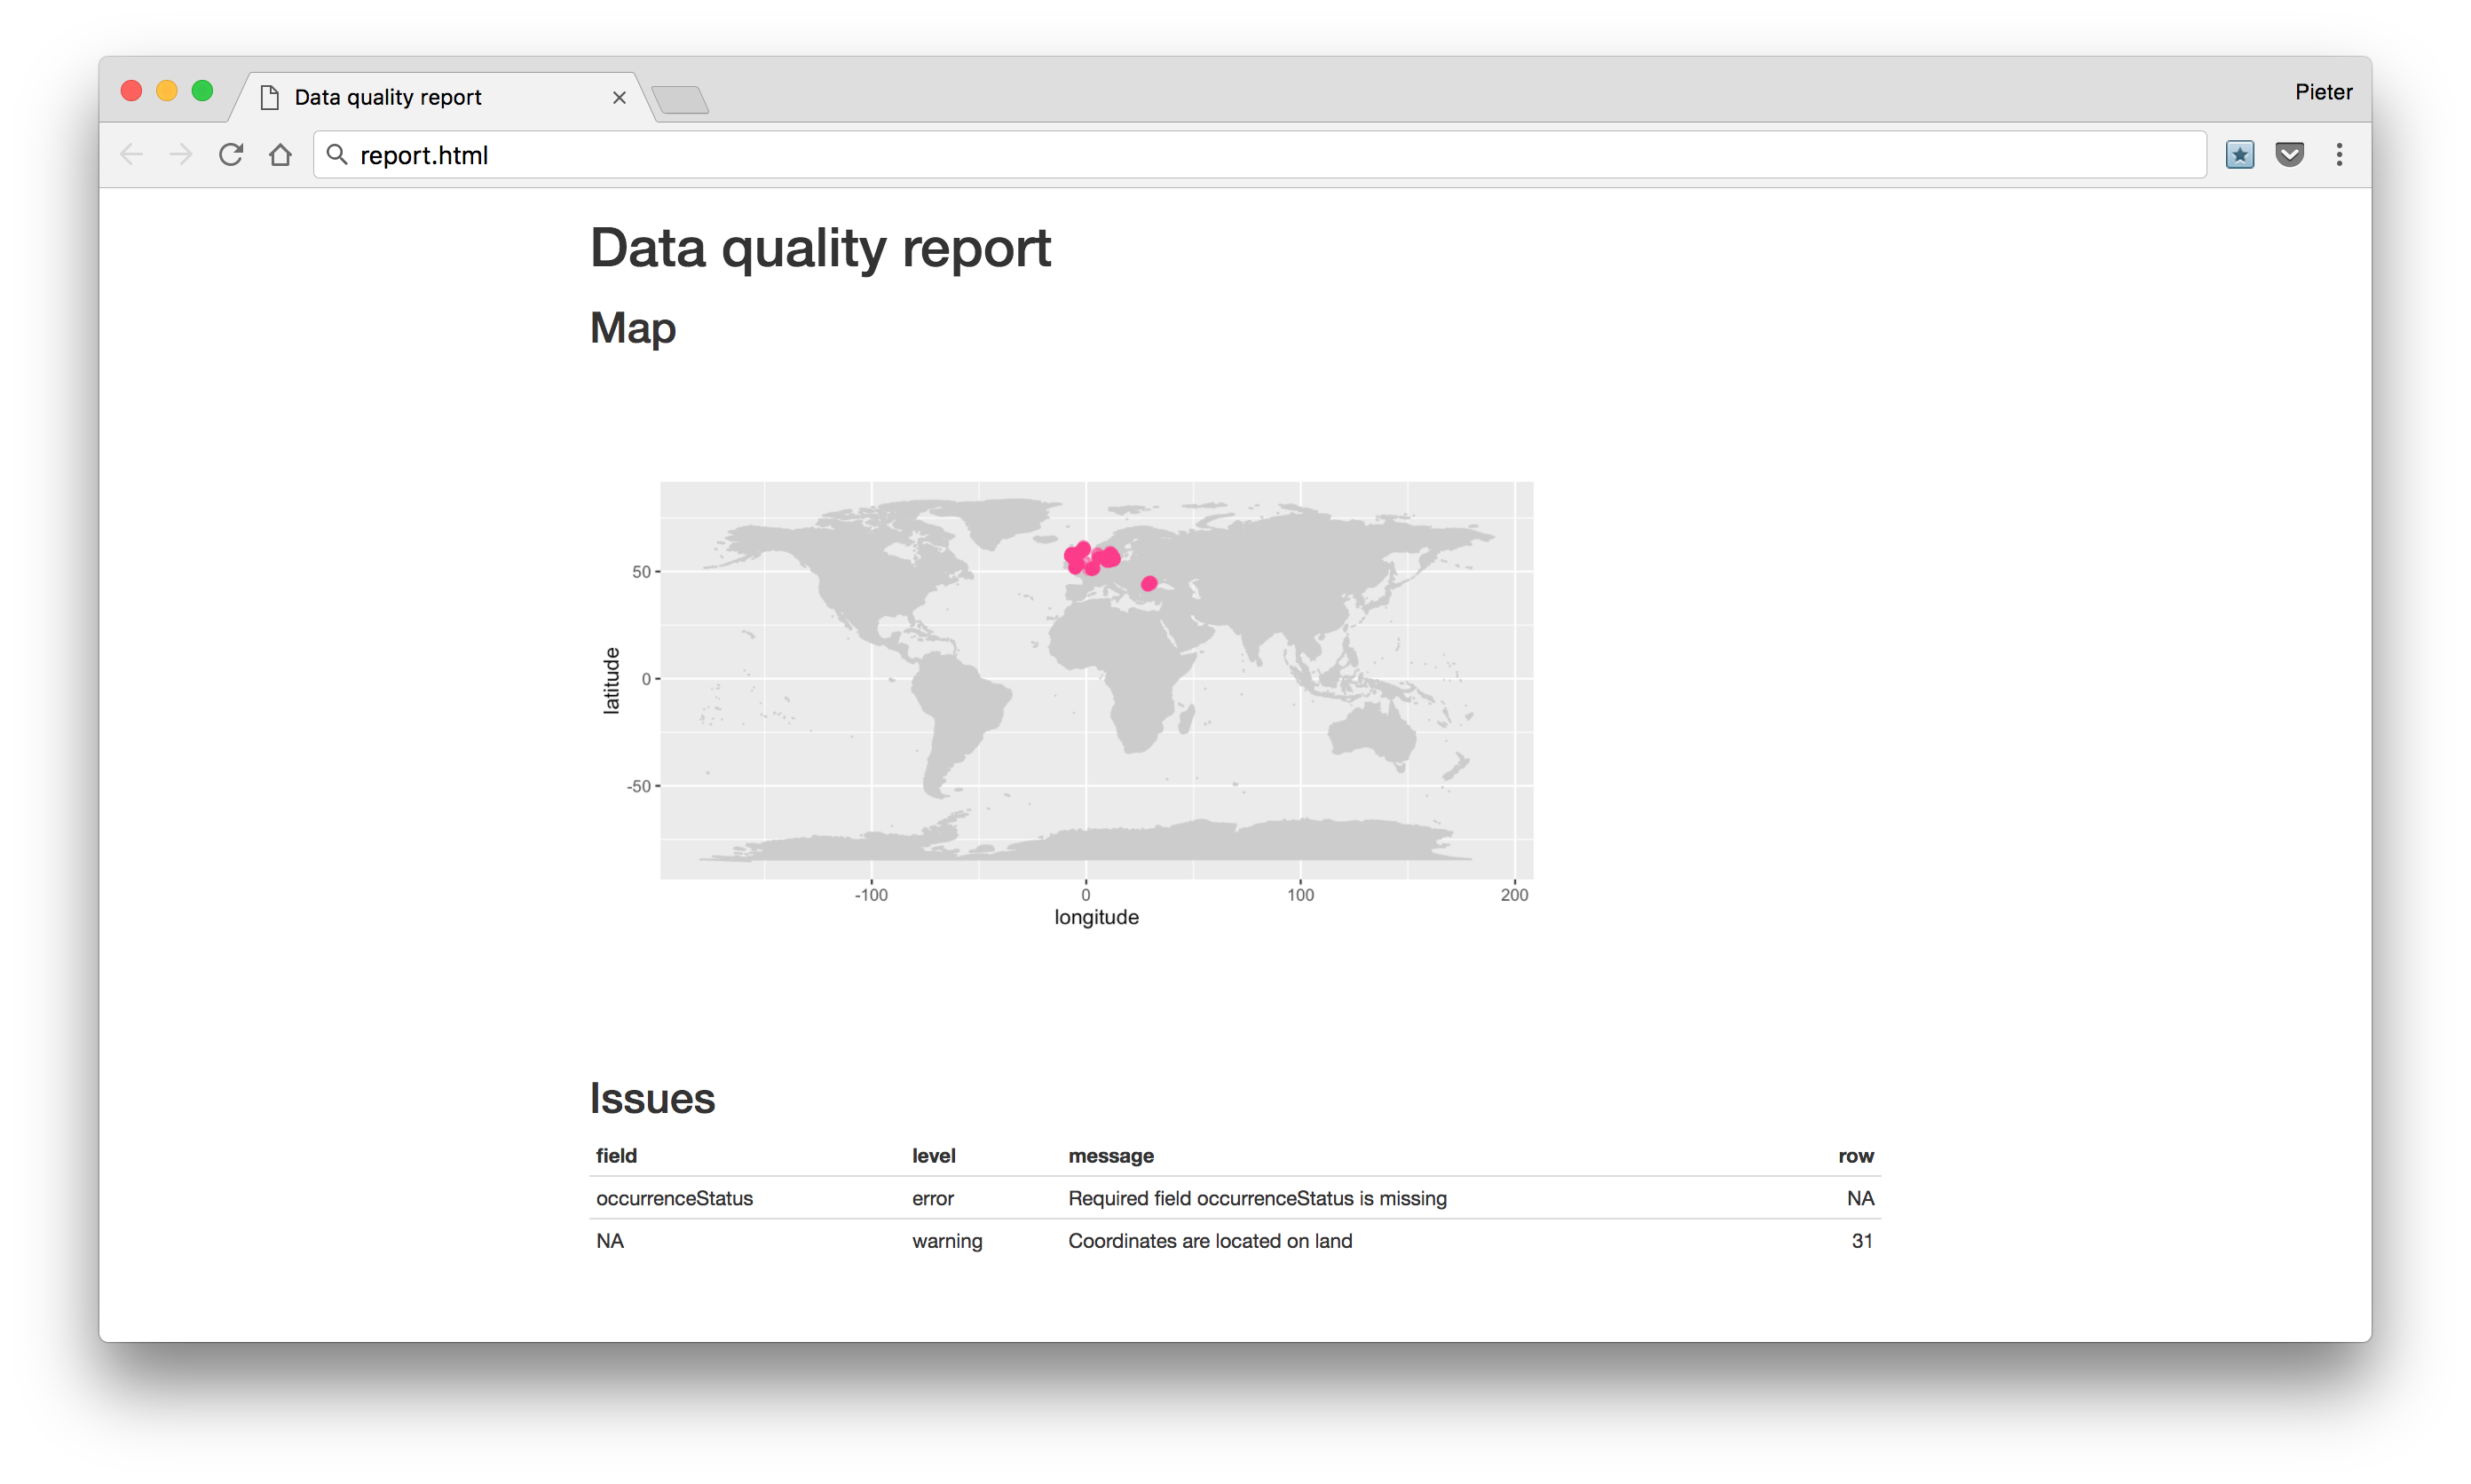 Data quality report
Pieter
report.html
Data quality report
Map
50
0
-50
latitude
-100 0 100 200
longitude
Issues
field level message row
occurrenceStatus error Required field occurrenceStatus is missing NA
NA warning Coordinates are located on land 31